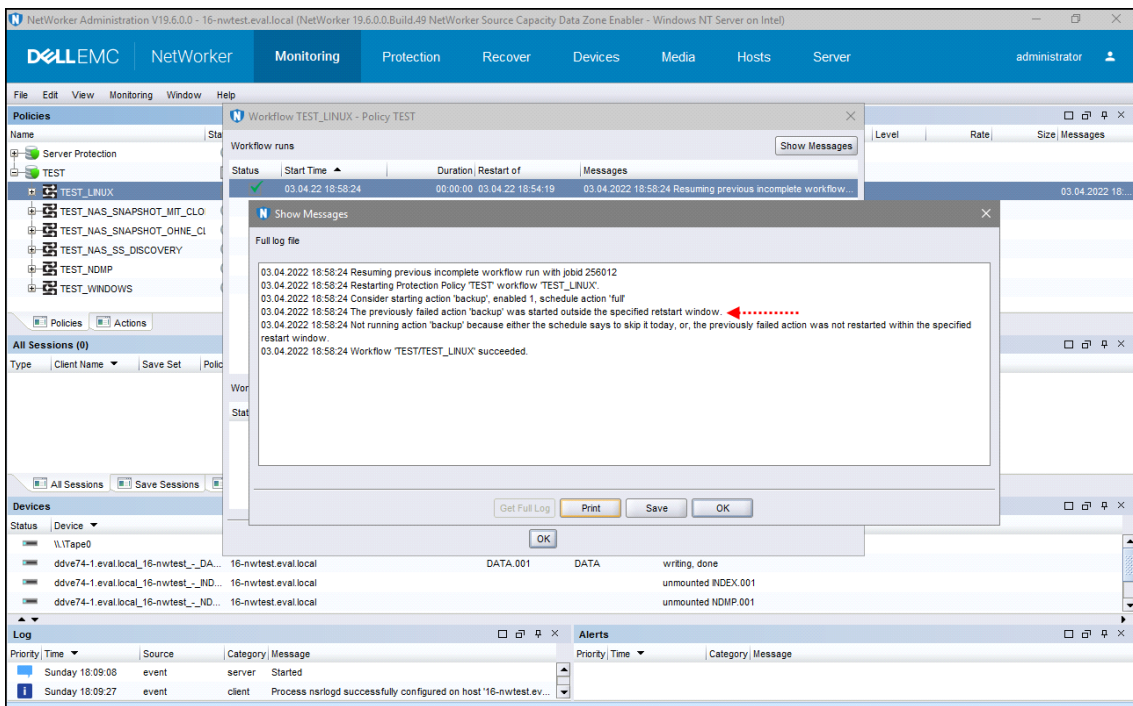 NetWorker Administration V19.6.0.0 - 16-nwtest.eval.local (NetWorker 19.6.0.0.Build.49 NetWorker Source Capacity Data Zone Enabler - Windows NT Server on Intel)
DELLEMC NetWorker Monitoring Protection Recover Devices Media Hosts Server administrator
File Edit View Monitoring Window Help
Policies
Name Sta
Server Protection
TEST
TEST_LINUX
TEST_NAS_SNAPSHOT_MIT_CLO
TEST_NAS_SNAPSHOT_OHNE_CL
TEST_NAS_SS_DISCOVERY
TEST_NDMP
TEST_WINDOWS
Policies Actions
Level Rate Size Messages
03.04.2022 18:...
Workflow TEST_LINUX - Policy TEST
Workflow runs Show Messages
Status Start Time Duration Restart of Messages
03.04.22 18:58:24 00:00:00 03.04.22 18:54:19 03.04.2022 18:58:24 Resuming previous incomplete workflow...
Show Messages
Full log file
03.04.2022 18:58:24 Resuming previous incomplete workflow run with jobid 256012
03.04.2022 18:58:24 Restarting Protection Policy 'TEST' workflow 'TEST_LINUX'.
03.04.2022 18:58:24 Consider starting action 'backup', enabled 1, schedule action 'full'
03.04.2022 18:58:24 The previously failed action 'backup' was started outside the specified retstart window.
03.04.2022 18:58:24 Not running action 'backup' because either the schedule says to skip it today, or, the previously failed action was not restarted within the specified
restart window.
03.04.2022 18:58:24 Workflow 'TEST/TEST_LINUX' succeeded.
Get Full Log Print Save OK
Wor
Stat
OK
All Sessions (0)
Type Client Name Save Set Polic
All Sessions Save Sessions
Devices
Status Device
\\.\Tape0
ddve74-1.eval.local_16-nwtest_-_DA... 16-nwtest.eval.local DATA.001 DATA writing, done
ddve74-1.eval.local_16-nwtest_-_IND... 16-nwtest.eval.local unmounted INDEX.001
ddve74-1.eval.local_16-nwtest_-_ND... 16-nwtest.eval.local unmounted NDMP.001
Log
Priority Time Source Category Message
Sunday 18:09:08 event server Started
Sunday 18:09:27 event client Process nsrlogd successfully configured on host '16-nwtest.ev...
Alerts
Priority Time Category Message